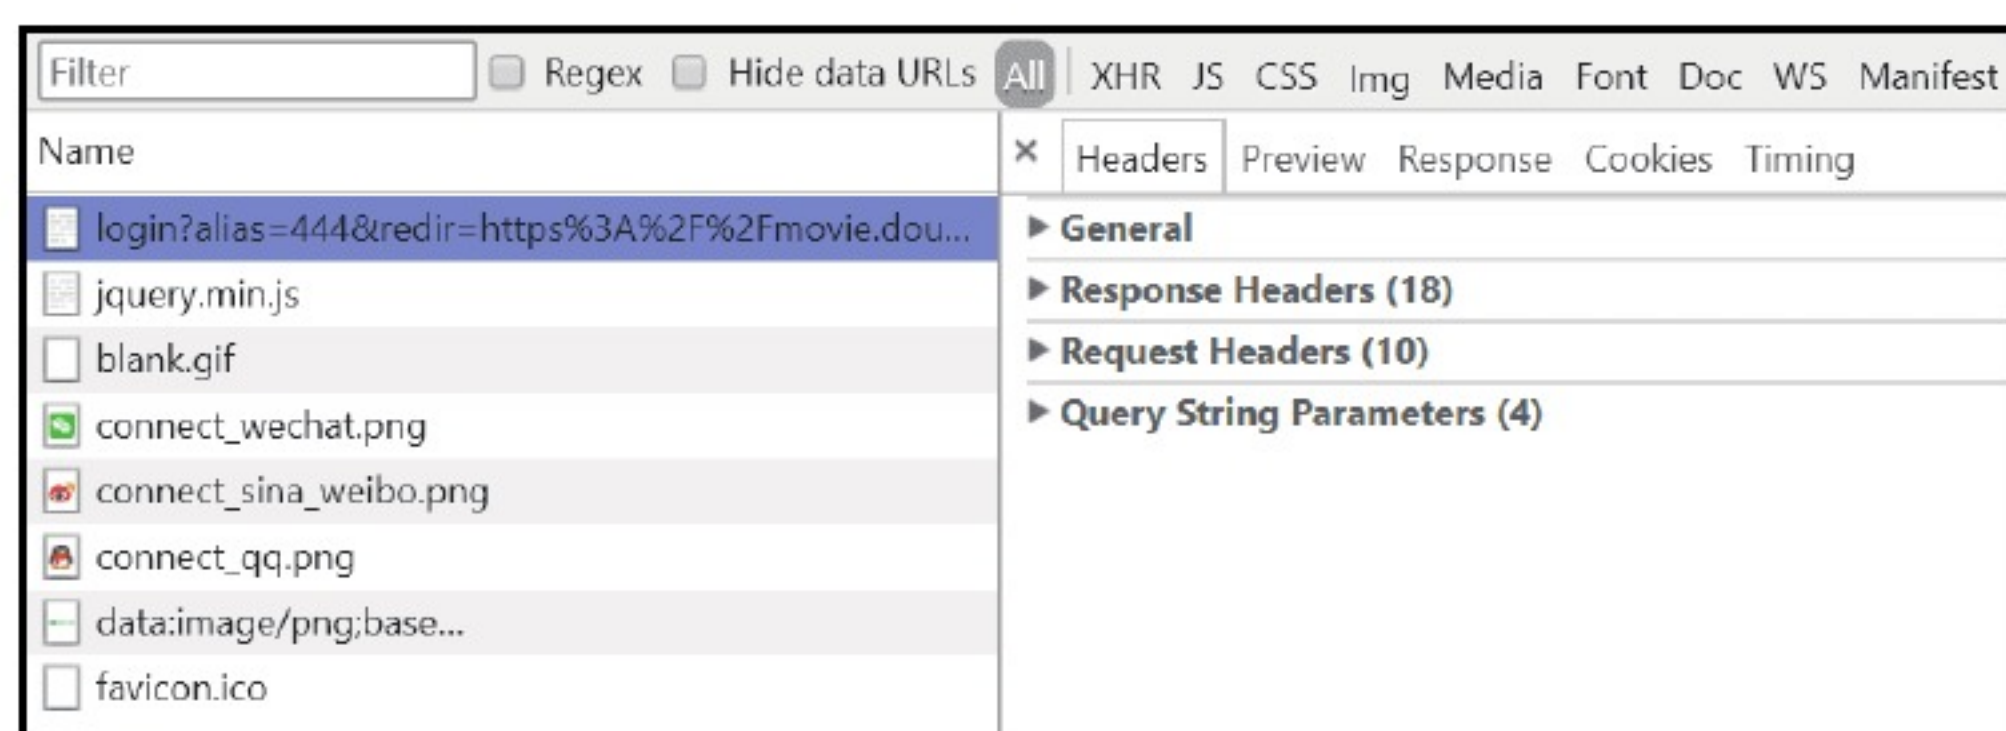 Filter Regex Hide data URLs All XHR JS CSS Img Media Font Doc WS Manifest
Name
login?alias=444&redir=https%3A%2F%2Fmovie.dou...
jquery.min.js
blank.gif
connect_wechat.png
connect_sina_weibo.png
connect_qq.png
data:image/png;base...
favicon.ico
× Headers Preview Response Cookies Timing
▶ General
▶ Response Headers (18)
▶ Request Headers (10)
▶ Query String Parameters (4)